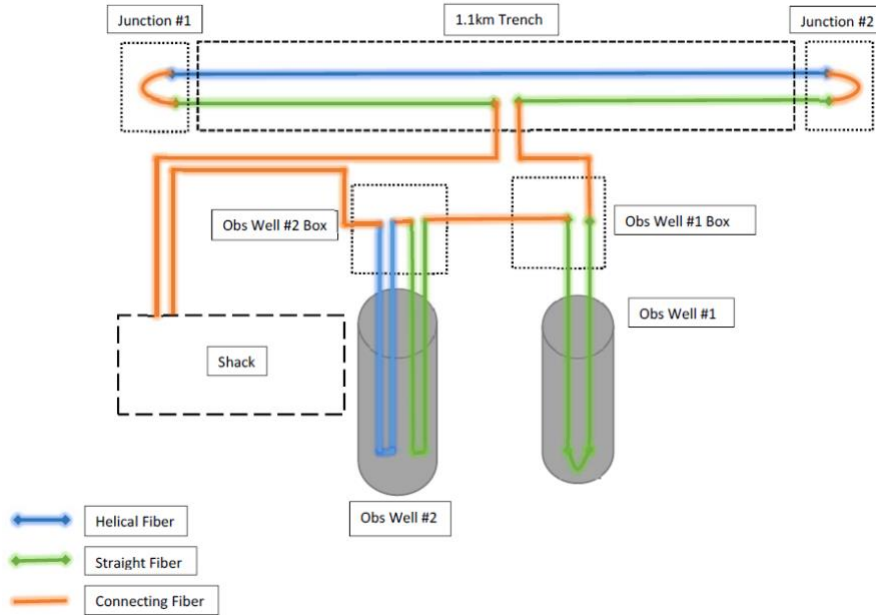 Junction #1
1.1km Trench
Junction #2
Obs Well #2 Box
Obs Well #1 Box
Obs Well #1
Shack
Obs Well #2
Helical Fiber
Straight Fiber
Connecting Fiber